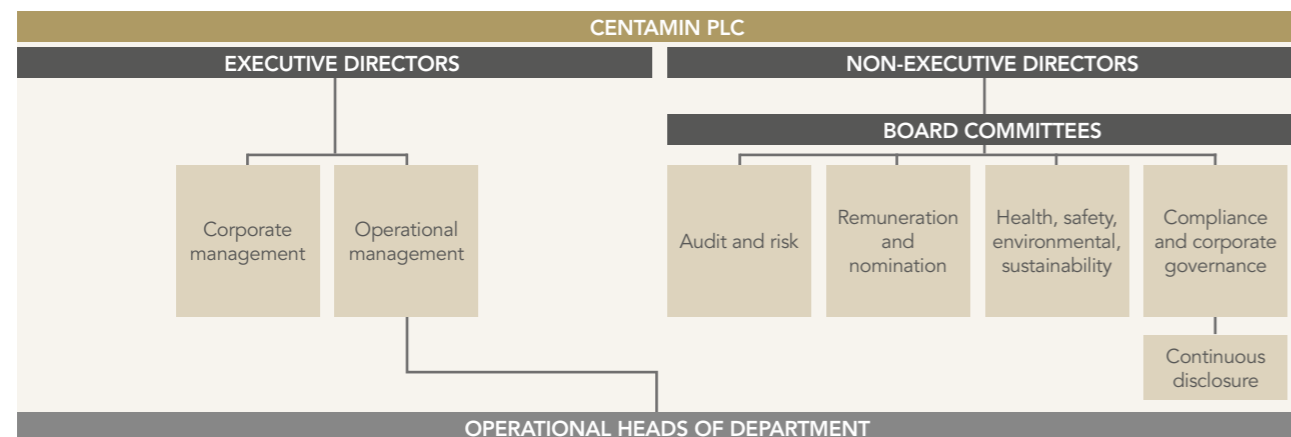 CENTAMIN PLC
EXECUTIVE DIRECTORS
NON-EXECUTIVE DIRECTORS
BOARD COMMITTEES
Corporate
management
Operational
management
Audit and risk
Remuneration
and
nomination
Health, safety,
environmental,
sustainability
Compliance
and corporate
governance
Continuous
disclosure
OPERATIONAL HEADS OF DEPARTMENT